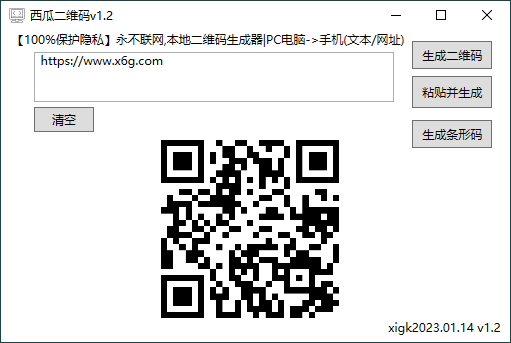 西瓜二维码v1.2
【100%保护隐私】永不联网,本地二维码生成器|PC电脑->手机(文本/网址)
https://www.x6g.com
生成二维码
粘贴并生成
清空
生成条形码
xigk2023.01.14 v1.2